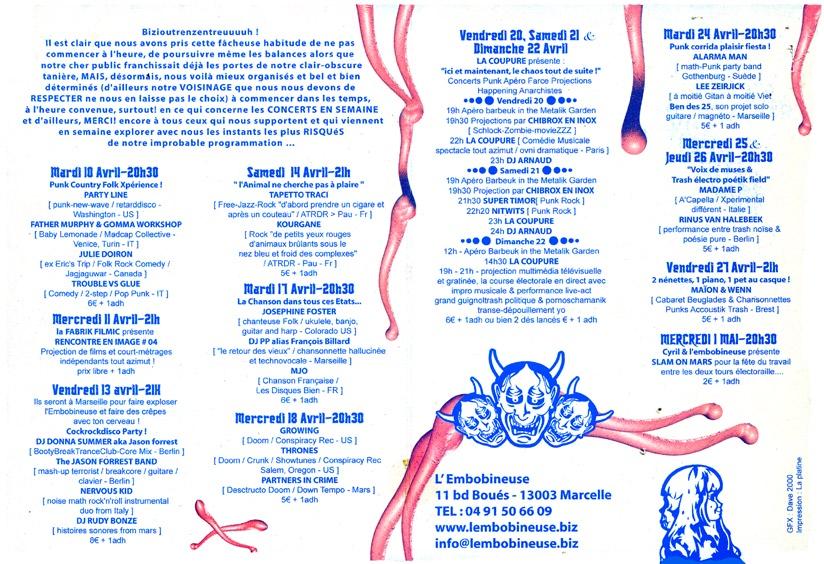 Bizioutrenzentreuuuuh !
Il est clair que nous avons pris cette fâcheuse habitude de ne pas
commencer à l'heure, de poursuivre même les balances alors que
notre cher public franchissait déjà les portes de notre clair-obscure
tanière, MAIS, désormais, nous voilà mieux organisés et bel et bien
déterminés (d'ailleurs notre VOISINAGE que nous nous devons de
RESPECTER ne nous en laisse pas le choix) à commencer dans les temps,
à l'heure convenue, surtout! en ce qui concerne les CONCERTS EN SEMAINE
et d'ailleurs, MERCI! encore à tous ceux qui nous supportent et qui viennent
en semaine explorer avec nous les instants les plus RISQUéS
de notre improbable programmation ...
Mardi 10 Avril-20h30
Punk Country Folk Xpérience !
PARTY LINE
[ punk-new-wave / retarddisco -
Washington - US ]
FATHER MURPHY & GOMMA WORKSHOP
[ Baby Lemonade / Madcap Collective -
Venice, Turin - IT ]
JULIE DOIRON
[ ex Eric's Trip / Folk Rock Comedy /
Jagjaguwar - Canada ]
TROUBLE VS GLUE
[ Comedy / 2-step / Pop Punk - IT ]
6€ + 1adh
Mercredi 11 Avril-21h
la FABRIK FILMIC présente
RENCONTRE EN IMAGE # 04
Projection de films et court-métrages
indépendants tout azimut !
prix libre + 1adh
Vendredi 13 avril-21H
Ils seront à Marseille pour faire exploser
l'Embobineuse et faire des crêpes
avec ton cerveau !
Cockrockdisco Party !
DJ DONNA SUMMER aka Jason forrest
[ BootyBreakTranceClub-Core Mix - Berlin ]
The JASON FORREST BAND
[ mash-up terrorist / breakcore / guitare /
clavier - Berlin ]
NERVOUS KID
[ noise math rock'n'roll instrumental
duo from Italy ]
DJ RUDY BONZE
[ histoires sonores from mars ]
8€ + 1adh
Samedi 14 Avril-21h
" l'Animal ne cherche pas à plaire "
TAPETTO TRACI
[ Free-Jazz-Rock "d'abord prendre un cigare et
après un couteau" / ATRDR > Pau - Fr ]
KOURGANE
[ Rock "de petits yeux rouges
d'animaux brûlants sous le
nez bleu et froid des complexes"
/ ATRDR - Pau - Fr ]
5€ + 1adh
Mardi 17 Avril-20h30
La Chanson dans tous ces Etats...
JOSEPHINE FOSTER
[ chanteuse Folk / ukulele, banjo,
guitare and harp - Colorado US ]
DJ PP alias François Billard
[ "le retour des vieux" / chansonnette hallucinée
et technovocale - Marseille ]
MJO
[ Chanson Française /
Les Disques Bien - FR ]
6€ + 1adh
Mercredi 18 Avril-20h30
GROWING
[ Doom / Conspiracy Rec - US ]
THRONES
[ Doom / Crunk / Showtunes / Conspiracy Rec
Salem, Oregon - US ]
PARTNERS IN CRIME
[ Desctructo Doom / Down Tempo - Mars ]
5€ + 1adh
Vendredi 20, Samedi 21 &
Dimanche 22 Avril
LA COUPURE présente :
"ici et maintenant, le chaos tout de suite !"
Concerts Punk Apéro Farce Projections
Happening Anarchistes
Vendredi 20
19h Apéro Barbeuk in the Metalik Garden
19h30 Projections par CHIBROX EN INOX
[ Schlock-Zombie-movieZZZ ]
22h LA COUPURE [ Comédie Musicale
spectacle tout azimut / ovni dramatique - Paris ]
23h DJ ARNAUD
Samedi 21
19h Apéro Barbeuk in the Metalik Garden
19h30 Projection par CHIBROX EN INOX
21h30 SUPER TIMOR[ Punk Rock ]
22h20 NITWITS [ Punk Rock ]
23h LA COUPURE
24h DJ ARNAUD
Dimanche 22
12h - Apéro Barbeuk in the Metalik Garden
14h30 LA COUPURE
19h - 21h - projection multimédia télévisuelle
et gratinée, la course électorale en direct avec
impro musicale & performance live-act
grand guignoltrash politique & pornoschamanik
transe-dépouillement yo
6€ + 1adh ou bien 2 dés lancés € + 1 adh
Mardi 24 Avril-20h30
Punk corrida plaisir fiesta !
ALARMA MAN
[ math-Punk party band
Gothenburg - Suède ]
LEE ZEIRJICK
[ à moitié Gitan à moitié Viet
Ben des 25, son projet solo
guitare / magnéto - Marseille ]
5€ + 1 adh
Mercredi 25 &
Jeudi 26 Avril-20h30
"Voix de muses &
Trash électro poétik field"
MADAME P
[ A'Capella / Xperimental
différent - Italie ]
RINUS VAN HALEBEEK
[ performance entre trash noïse &
poésie pure - Berlin ]
5€ + 1 adh
Vendredi 27 Avril-21h
2 nénettes, 1 piano, 1 pet au casque !
MAÏON & WENN
[ Cabaret Beuglades & Chansonnettes
Punks Accoustik Trash - Brest ]
5€ + 1 adh
MERCREDI 1 MAI-20h30
Cyril & l'embobineuse présente
SLAM ON MARS pour la fête du travail
entre les deux tours électoraille....
2€ + 1adh
L' Embobineuse
11 bd Boués - 13003 Marcelle
TEL : 04 91 50 66 09
www.lembobineuse.biz
info@lembobineuse.biz
GFX : Dave 2000
Impression : La platine